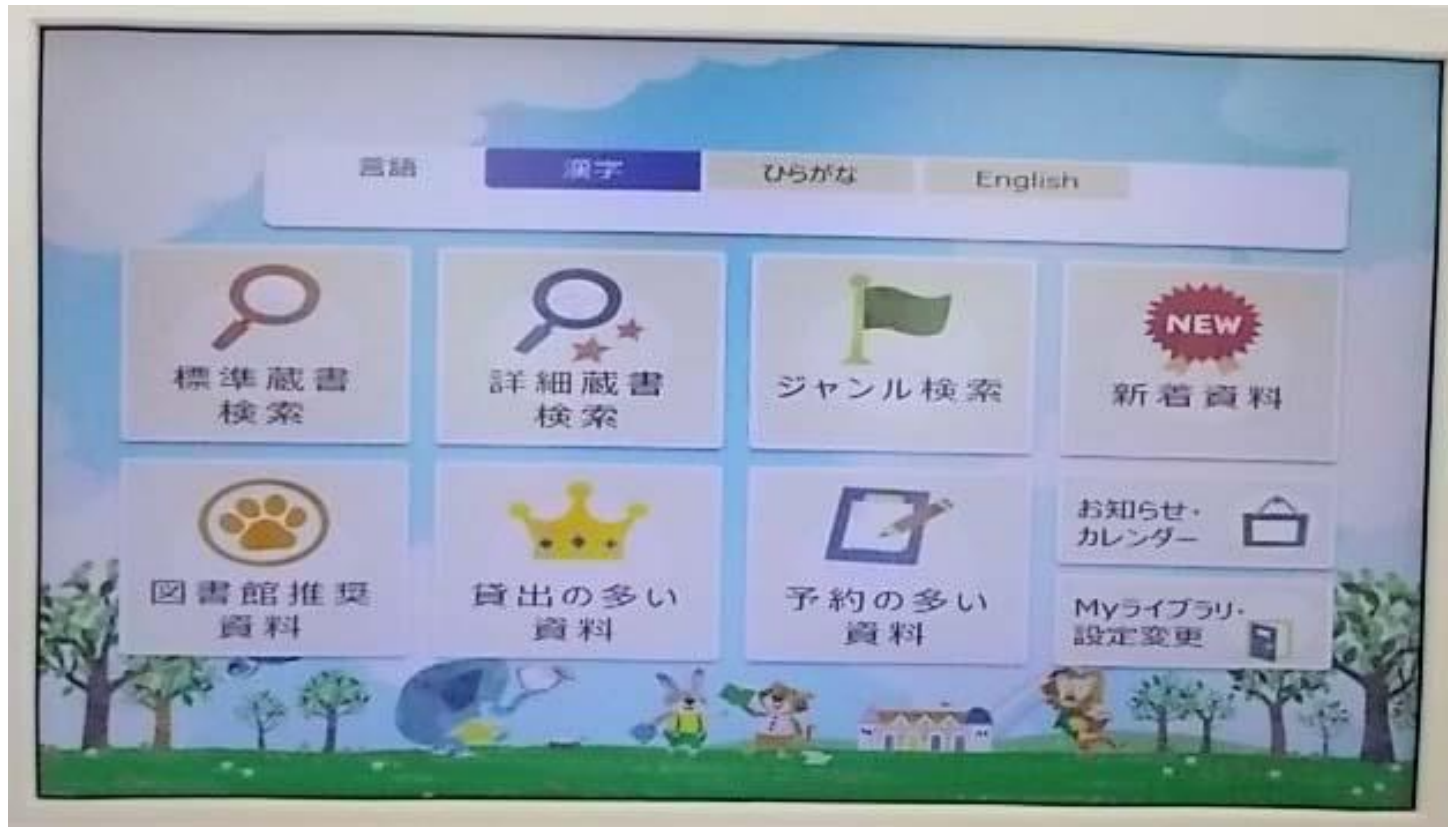 言語 漢字 ひらがな English
標準蔵書
検索
詳細蔵書
検索
ジャンル検索
NEW
新着資料
図書館推奨
資料
貸出の多い
資料
予約の多い
資料
お知らせ・
カレンダー
Myライブラリ・
設定変更